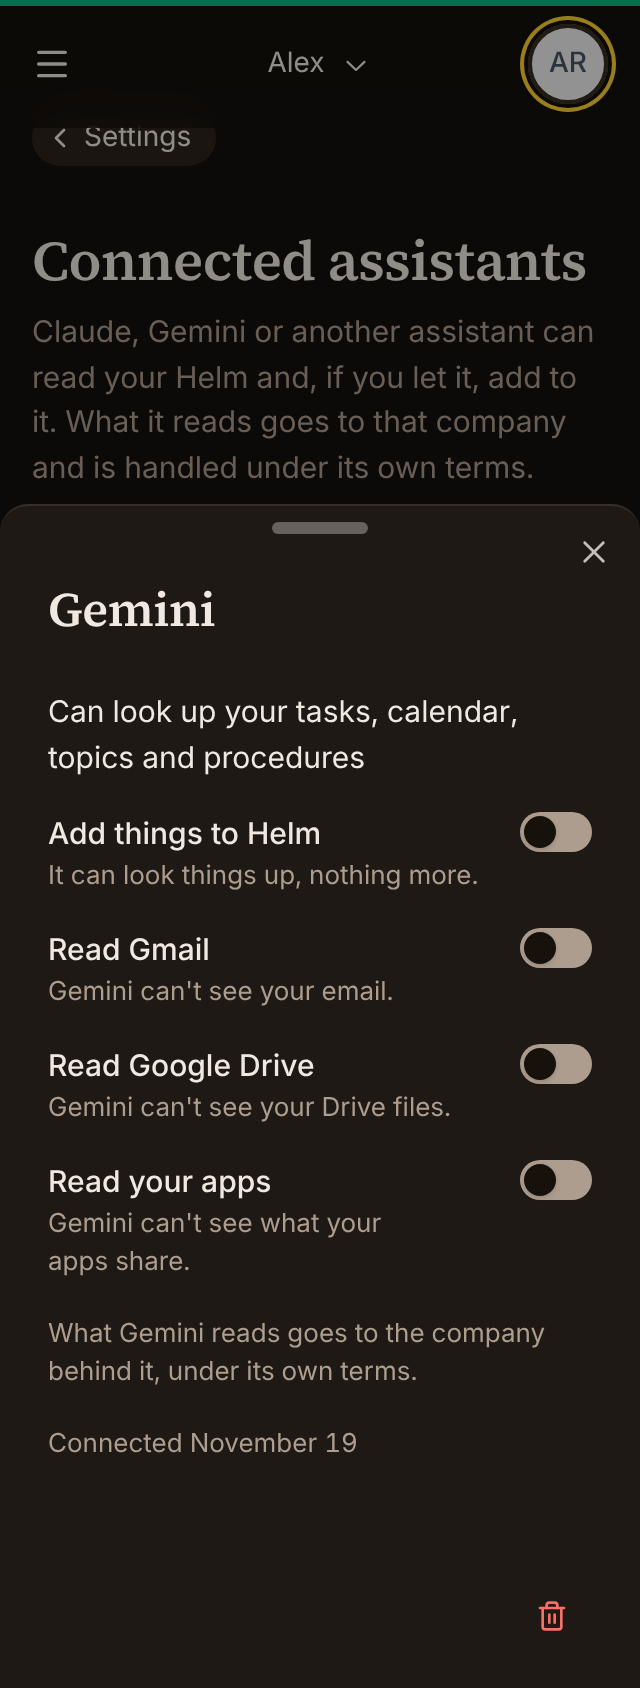 Alex
AR
Settings
Connected assistants
Claude, Gemini or another assistant can
read your Helm and, if you let it, add to
it. What it reads goes to that company
and is handled under its own terms.
Gemini
Can look up your tasks, calendar,
topics and procedures
Add things to Helm
It can look things up, nothing more.
Read Gmail
Gemini can't see your email.
Read Google Drive
Gemini can't see your Drive files.
Read your apps
Gemini can't see what your
apps share.
What Gemini reads goes to the company
behind it, under its own terms.
Connected November 19